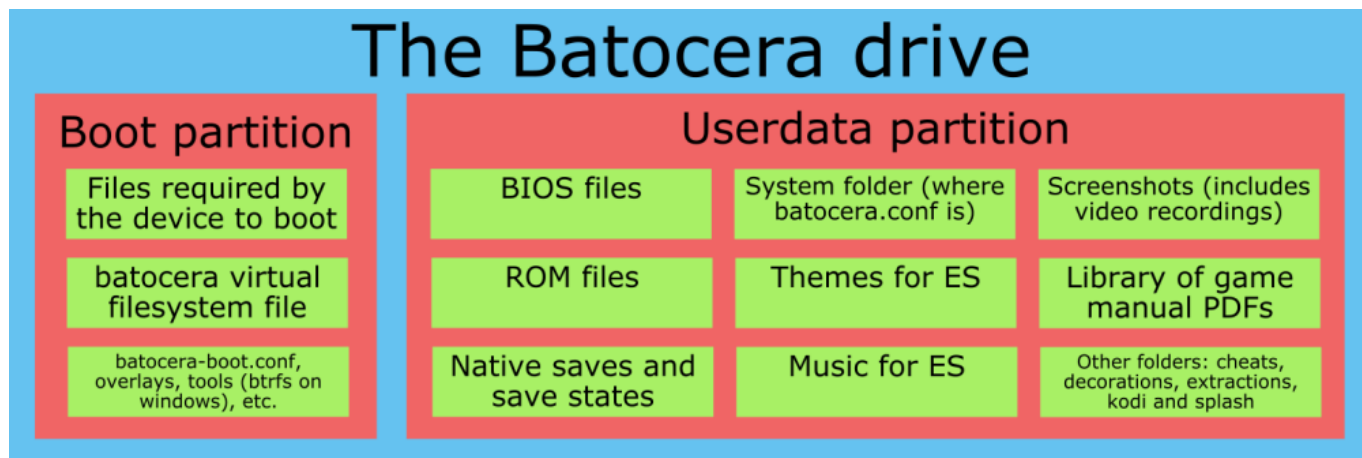 The Batocera drive
Boot partition
Files required by
the device to boot
batocera virtual
filesystem file
batocera-boot.conf,
overlays, tools (btrfs on
windows), etc.
Userdata partition
BIOS files
System folder (where
batocera.conf is)
Screenshots (includes
video recordings)
ROM files
Themes for ES
Library of game
manual PDFs
Native saves and
save states
Music for ES
Other folders: cheats,
decorations, extractions,
kodi and splash